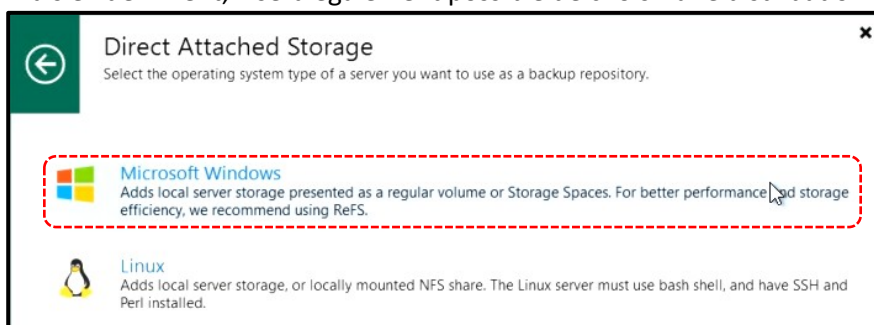 Direct Attached Storage
Select the operating system type of a server you want to use as a backup repository.
Microsoft Windows
Adds local server storage presented as a regular volume or Storage Spaces. For better performance and storage
efficiency, we recommend using ReFS.
Linux
Adds local server storage, or locally mounted NFS share. The Linux server must use bash shell, and have SSH and
Perl installed.